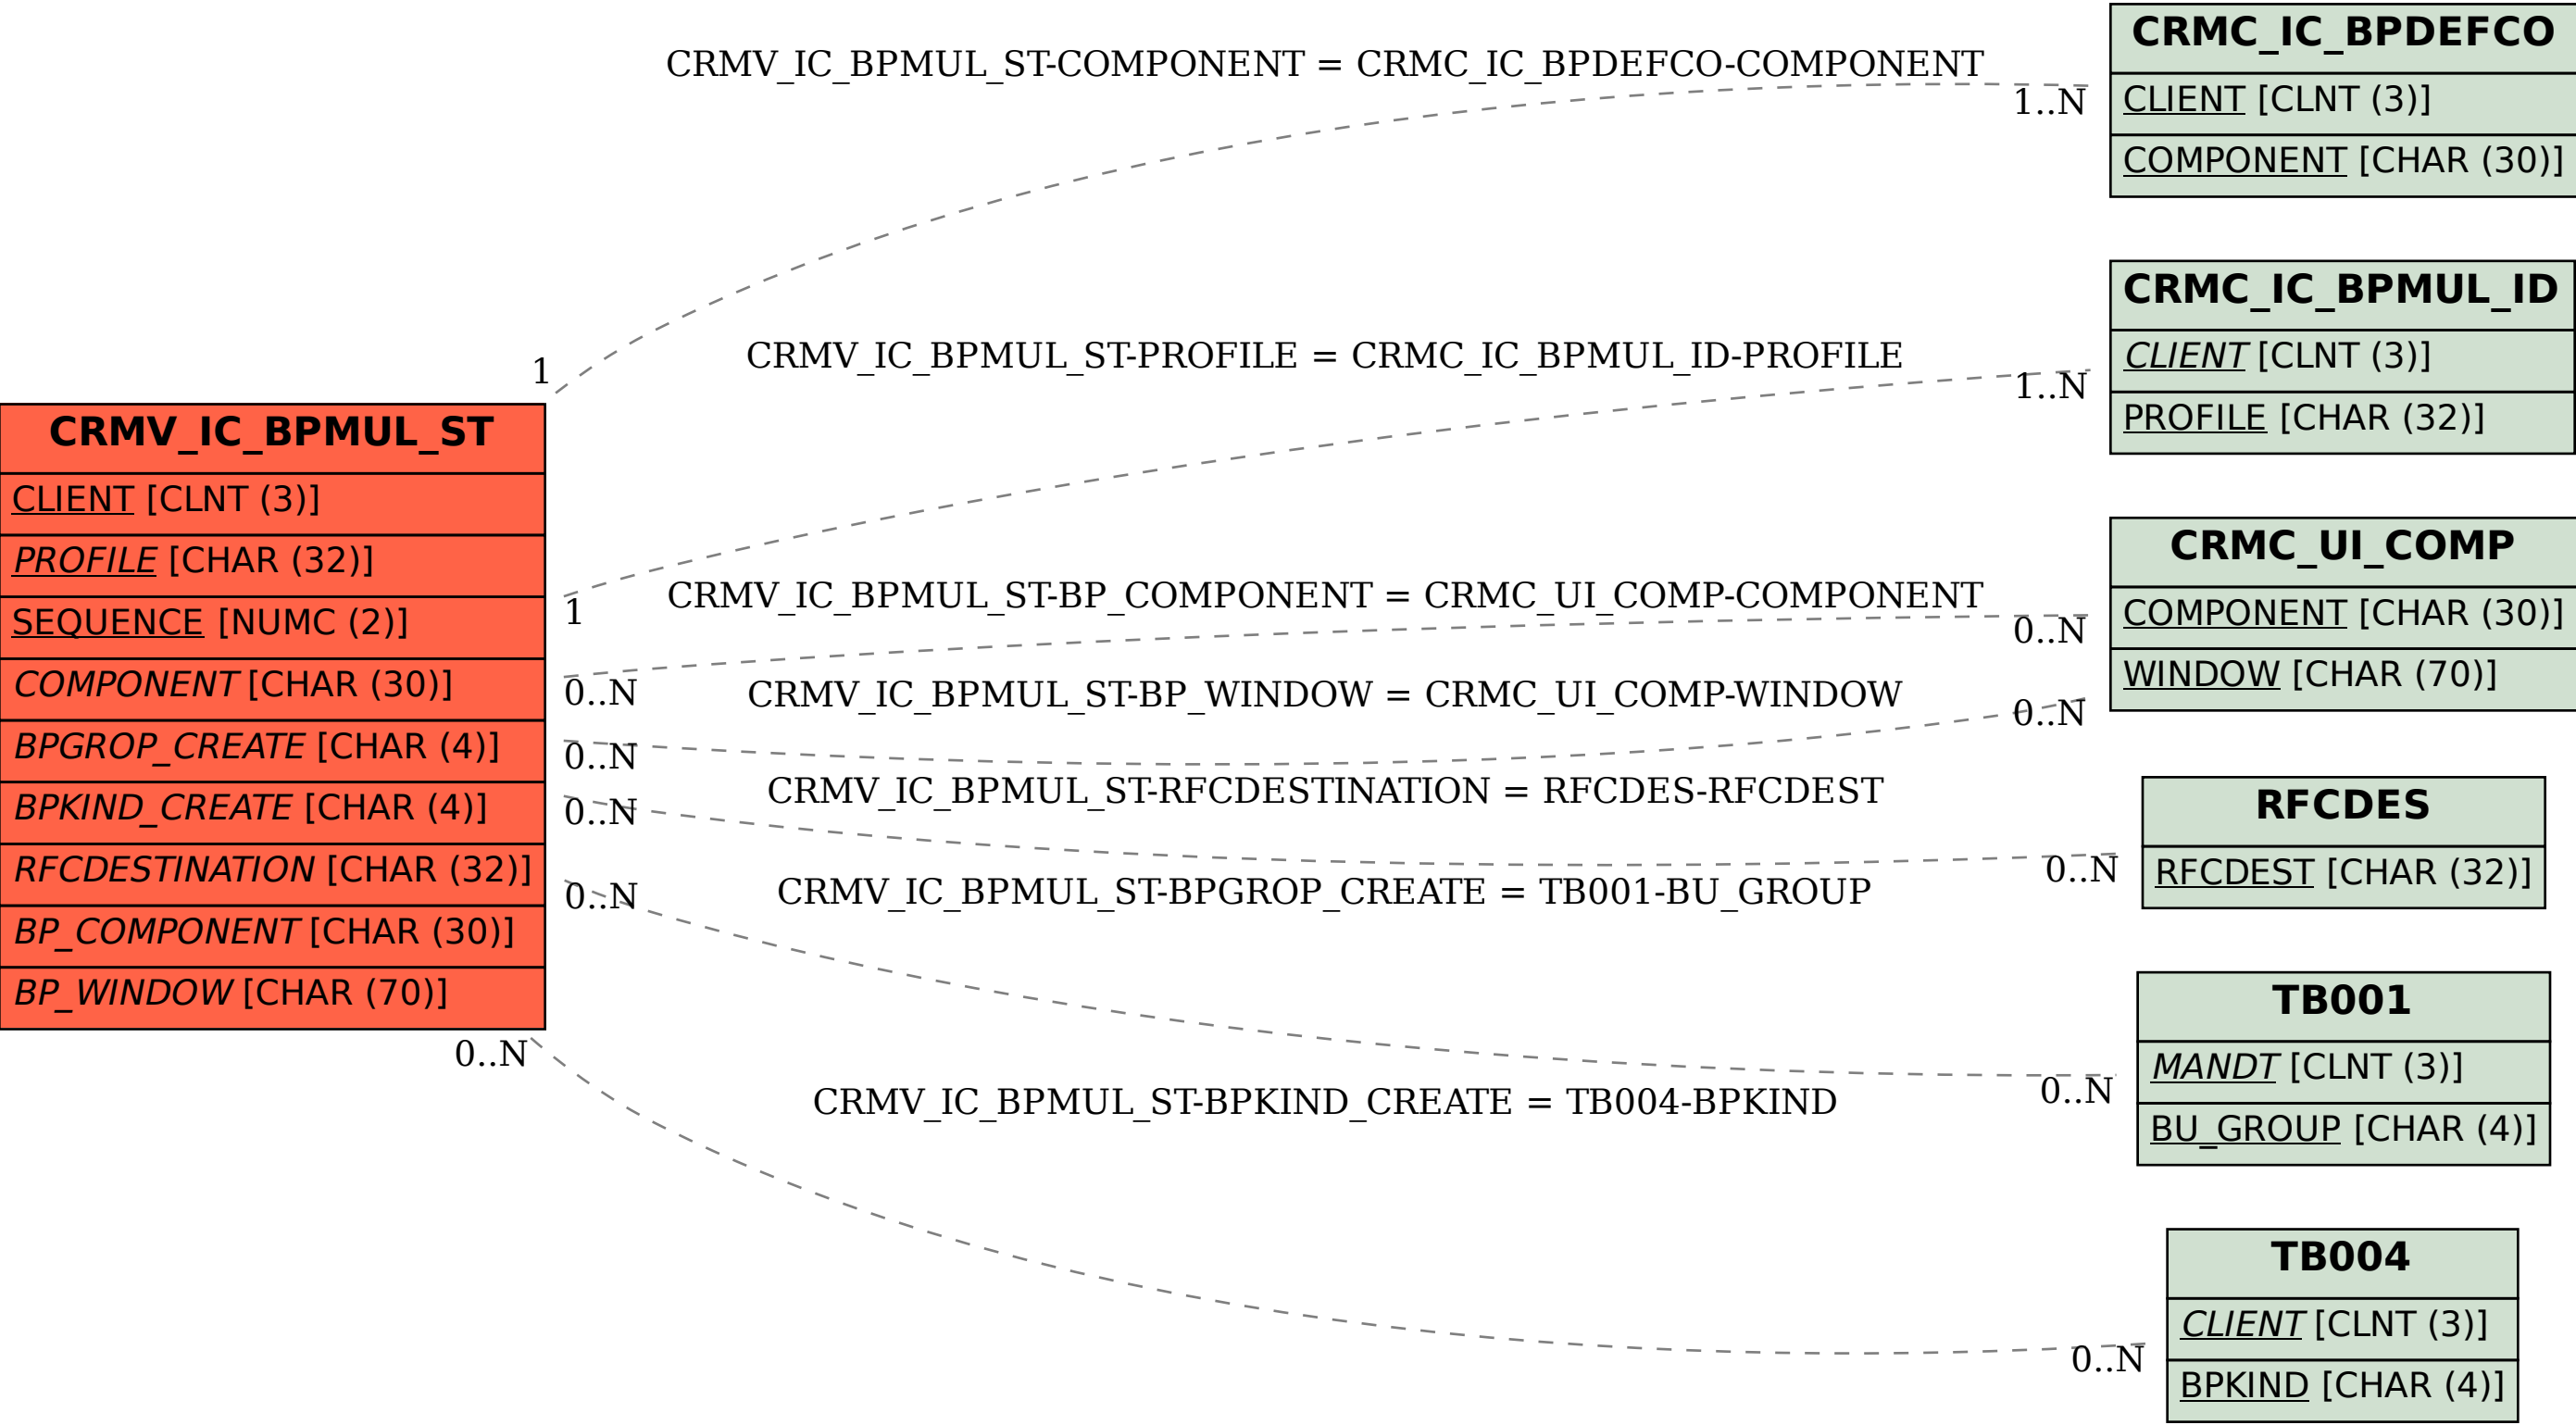 CRMV_IC_BPMUL_ST
CLIENT [CLNT (3)]
PROFILE [CHAR (32)]
SEQUENCE [NUMC (2)]
COMPONENT [CHAR (30)]
BPGROP_CREATE [CHAR (4)]
BPKIND_CREATE [CHAR (4)]
RFCDESTINATION [CHAR (32)]
BP_COMPONENT [CHAR (30)]
BP_WINDOW [CHAR (70)]
CRMV_IC_BPMUL_ST-COMPONENT = CRMC_IC_BPDEFCO-COMPONENT
1
1..N
CRMV_IC_BPMUL_ST-PROFILE = CRMC_IC_BPMUL_ID-PROFILE
1
1..N
CRMV_IC_BPMUL_ST-BP_COMPONENT = CRMC_UI_COMP-COMPONENT
0..N
0..N
CRMV_IC_BPMUL_ST-BP_WINDOW = CRMC_UI_COMP-WINDOW
0..N
0..N
CRMV_IC_BPMUL_ST-RFCDESTINATION = RFCDES-RFCDEST
0..N
0..N
CRMV_IC_BPMUL_ST-BPGROP_CREATE = TB001-BU_GROUP
0..N
0..N
CRMV_IC_BPMUL_ST-BPKIND_CREATE = TB004-BPKIND
0..N
0..N
CRMC_IC_BPDEFCO
CLIENT [CLNT (3)]
COMPONENT [CHAR (30)]
CRMC_IC_BPMUL_ID
CLIENT [CLNT (3)]
PROFILE [CHAR (32)]
CRMC_UI_COMP
COMPONENT [CHAR (30)]
WINDOW [CHAR (70)]
RFCDES
RFCDEST [CHAR (32)]
TB001
MANDT [CLNT (3)]
BU_GROUP [CHAR (4)]
TB004
CLIENT [CLNT (3)]
BPKIND [CHAR (4)]